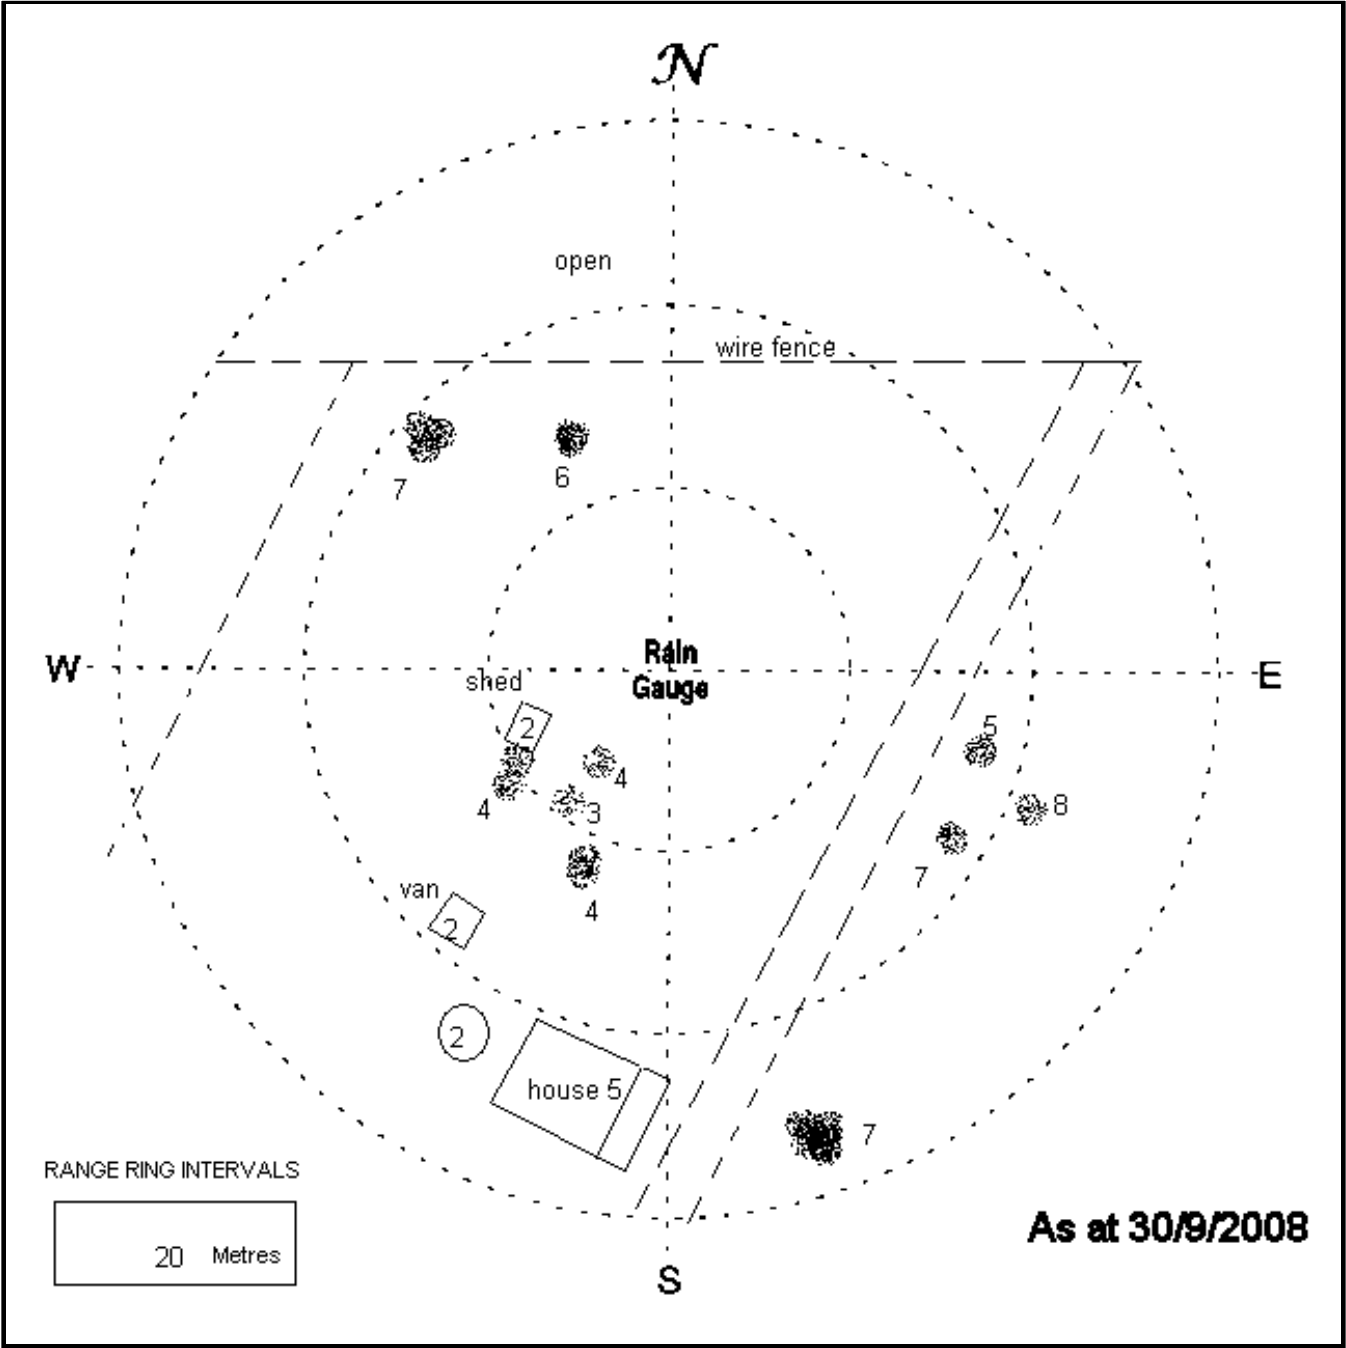 N
open
wire fence
7
6
Rain
Gauge
W
E
shed
2
5
4
4
3
8
7
van
2
4
2
house 5
7
RANGE RING INTERVALS
20 Metres
As at 30/9/2008
S